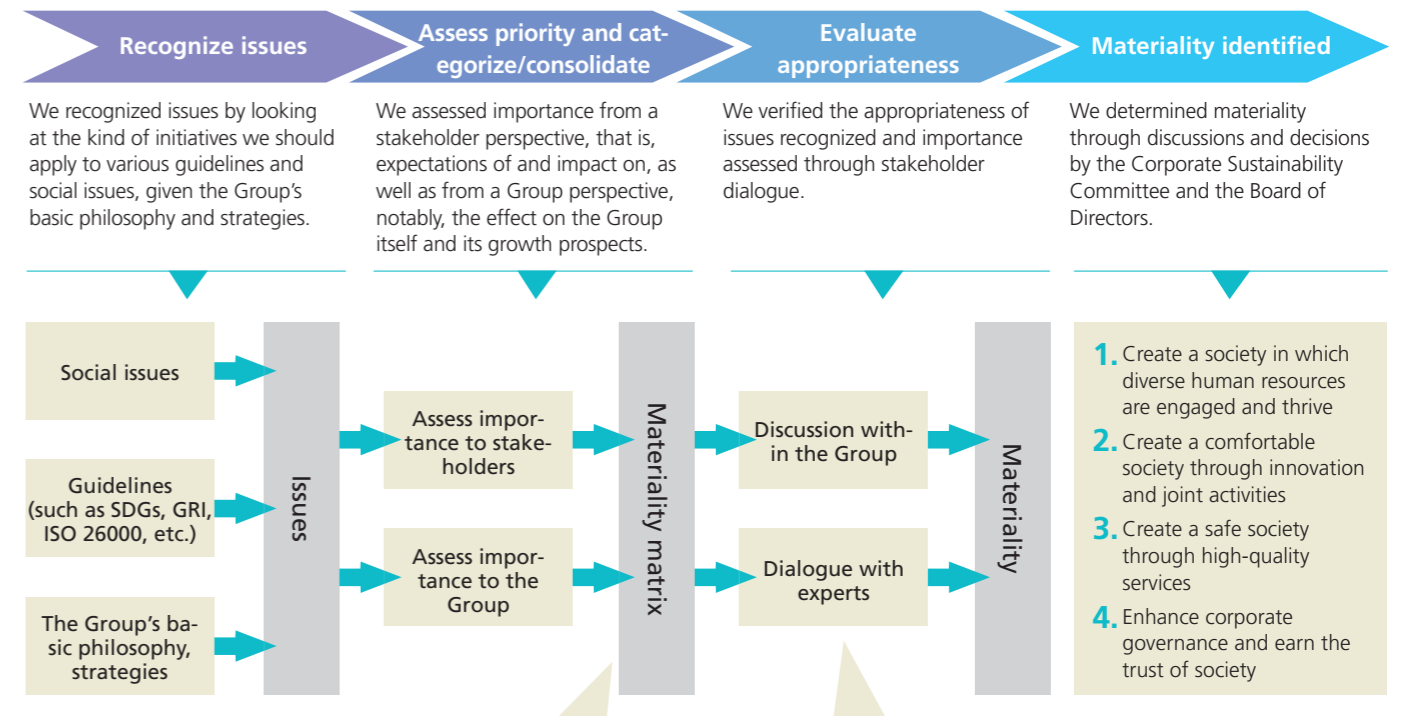 Recognize issues
Assess priority and cat-
egorize/consolidate
Evaluate
appropriateness
Materiality identified
We recognized issues by looking
at the kind of initiatives we should
apply to various guidelines and
social issues, given the Group's
basic philosophy and strategies.
We assessed importance from a
stakeholder perspective, that is,
expectations of and impact on, as
well as from a Group perspective,
notably, the effect on the Group
itself and its growth prospects.
We verified the appropriateness of
issues recognized and importance
assessed through stakeholder
dialogue.
We determined materiality
through discussions and decisions
by the Corporate Sustainability
Committee and the Board of
Directors.
Social issues
Guidelines
(such as SDGs, GRI,
ISO 26000, etc.)
The Group's ba-
sic philosophy,
strategies
Issues
Assess impor-
tance to stake-
holders
Assess impor-
tance to the
Group
Materiality matrix
Discussion with-
in the Group
Dialogue with
experts
Materiality
1. Create a society in which
diverse human resources
are engaged and thrive
2. Create a comfortable
society through innovation
and joint activities
3. Create a safe society
through high-quality
services
4. Enhance corporate
governance and earn the
trust of society